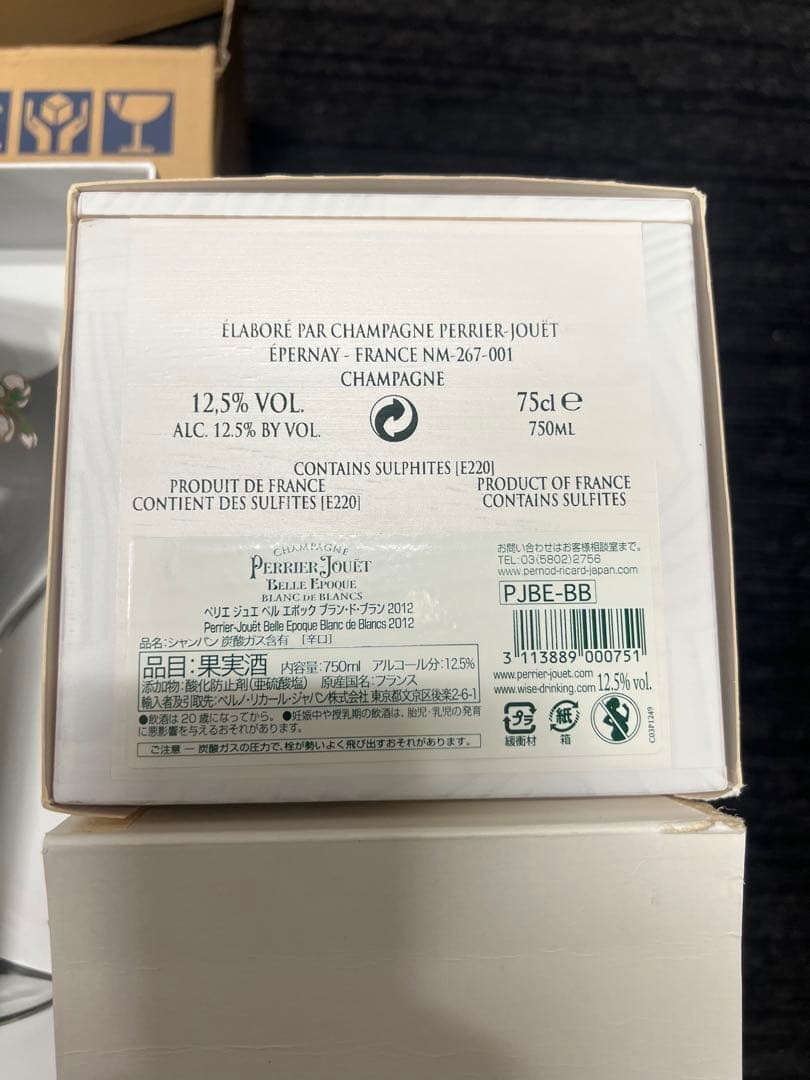 ÉLABORÉ PAR CHAMPAGNE PERRIER-JOUËT
ÉPERNAY - FRANCE NM-267-001
CHAMPAGNE
12,5% VOL.
ALC. 12.5% BY VOL.
75cl e
750ML
CONTAINS SULPHITES [E220]
PRODUIT DE FRANCE
CONTIENT DES SULFITES [E220]
PRODUCT OF FRANCE
CONTAINS SULFITES
CHAMPAGNE
PERRIER-JOUËT
BELLE EPOQUE
BLANC DE BLANCS
ペリエ ジュエ ベル エポック ブラン・ド・ブラン 2012
Perrier-Jouët Belle Epoque Blanc de Blancs 2012
品名:シャンパン 炭酸ガス含有 [辛口]
品目:果実酒 内容量:750ml アルコール分:12.5%
添加物:酸化防止剤(亜硫酸塩) 原産国名:フランス
輸入者及引取先:ペルノ・リカール・ジャパン株式会社 東京都文京区後楽2-6-1
●飲酒は20歳になってから。 ●妊娠中や授乳期の飲酒は、胎児・乳児の発育
に悪影響を与えるおそれがあります。
ご注意 ― 炭酸ガスの圧力で、栓が勢いよく飛び出すおそれがあります。
お問い合わせはお客様相談室まで。
TEL:03(5802)2756
www.pernod-ricard-japan.com
PJBE-BB
3 113889 000751
www.perrier-jouet.com
www.wise-drinking.com 12.5% vol.
プラ
緩衝材
紙
箱
C03P1249